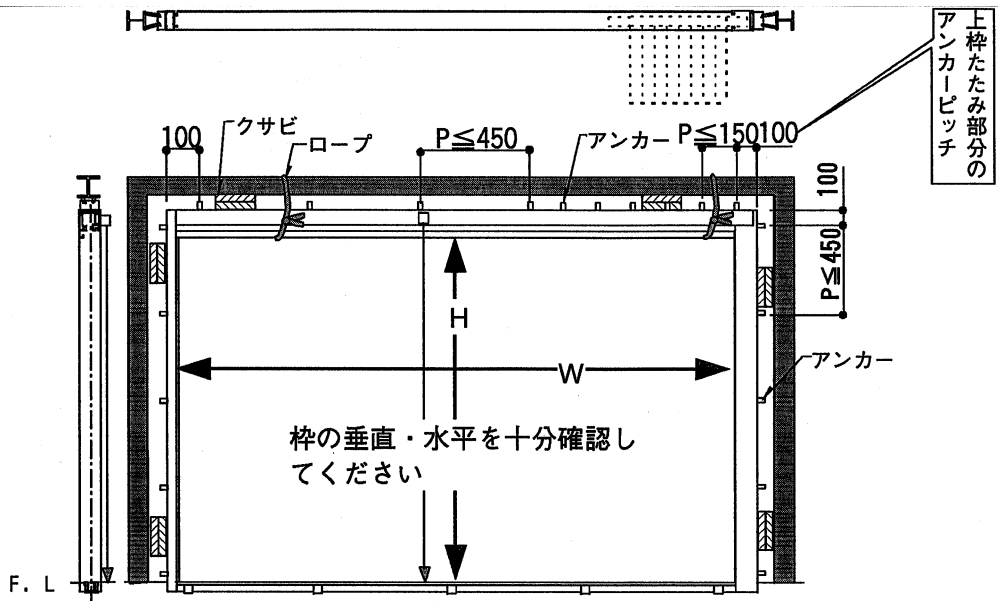 上枠たたみ部分の
アンカーピッチ
100
クサビ
ロープ
P≦450
アンカー
P≦150
100
100
P≦450
H
W
アンカー
枠の垂直・水平を十分確認し
てください
F. L